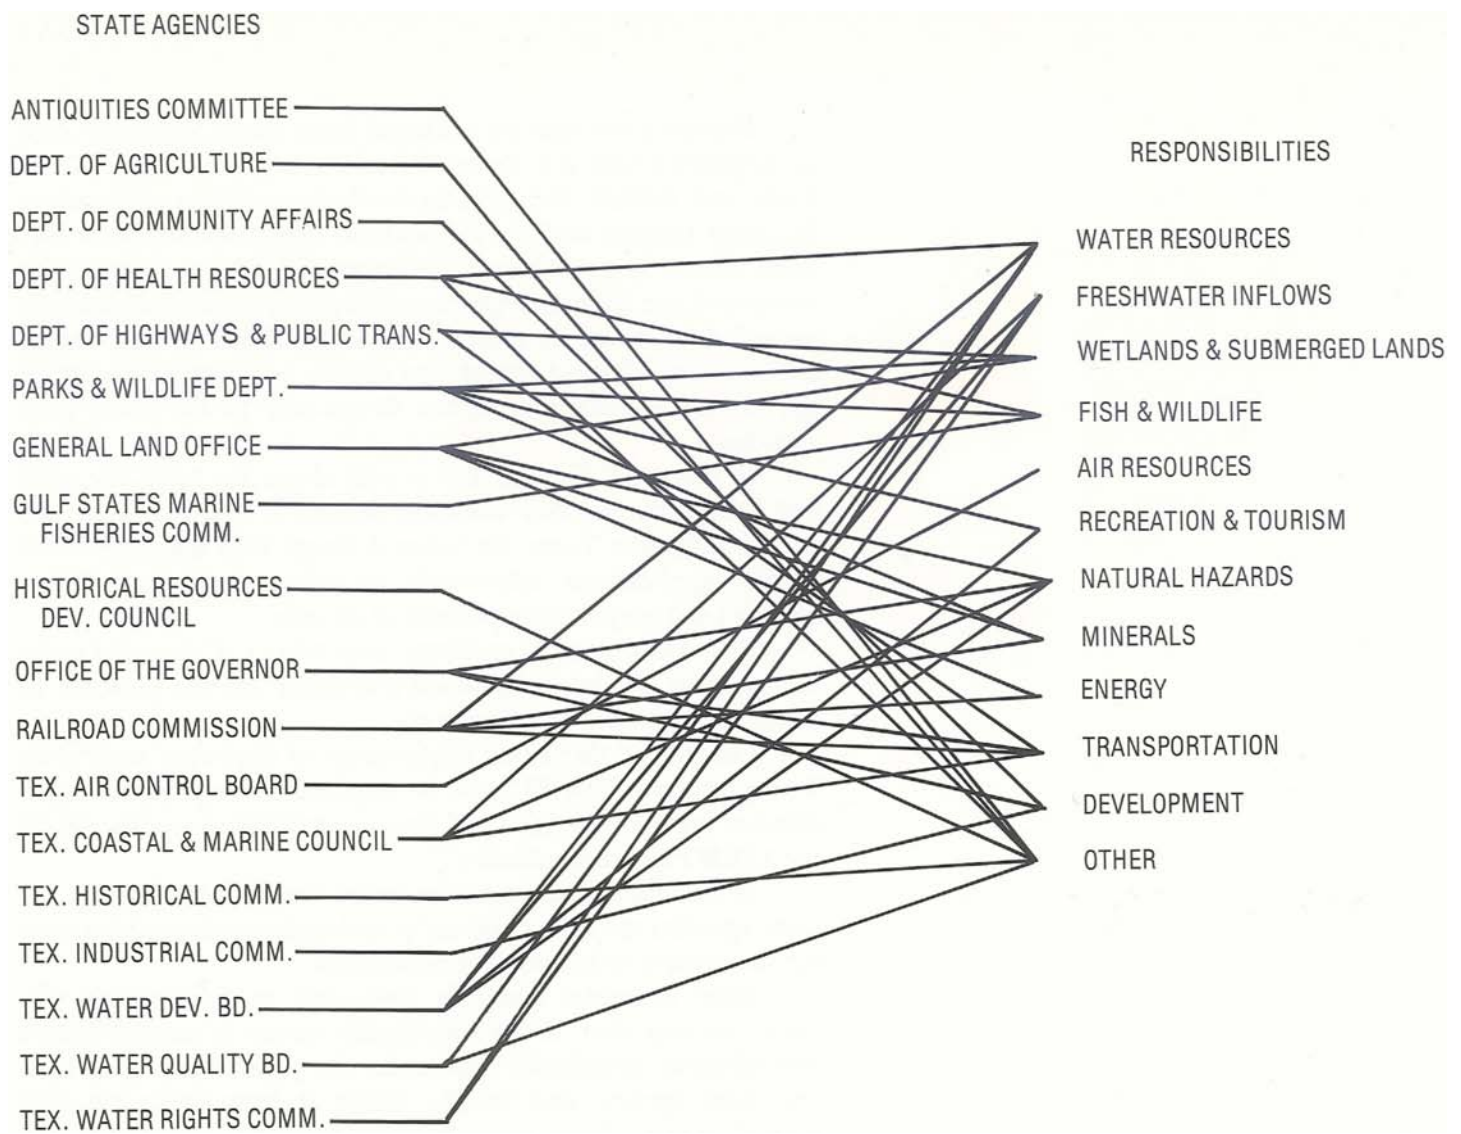 STATE AGENCIES
ANTIQUITIES COMMITTEE
DEPT. OF AGRICULTURE
DEPT. OF COMMUNITY AFFAIRS
DEPT. OF HEALTH RESOURCES
DEPT. OF HIGHWAYS & PUBLIC TRANS.
PARKS & WILDLIFE DEPT.
GENERAL LAND OFFICE
GULF STATES MARINE
FISHERIES COMM.
HISTORICAL RESOURCES
DEV. COUNCIL
OFFICE OF THE GOVERNOR
RAILROAD COMMISSION
TEX. AIR CONTROL BOARD
TEX. COASTAL & MARINE COUNCIL
TEX. HISTORICAL COMM.
TEX. INDUSTRIAL COMM.
TEX. WATER DEV. BD.
TEX. WATER QUALITY BD.
TEX. WATER RIGHTS COMM.
RESPONSIBILITIES
WATER RESOURCES
FRESHWATER INFLOWS
WETLANDS & SUBMERGED LANDS
FISH & WILDLIFE
AIR RESOURCES
RECREATION & TOURISM
NATURAL HAZARDS
MINERALS
ENERGY
TRANSPORTATION
DEVELOPMENT
OTHER